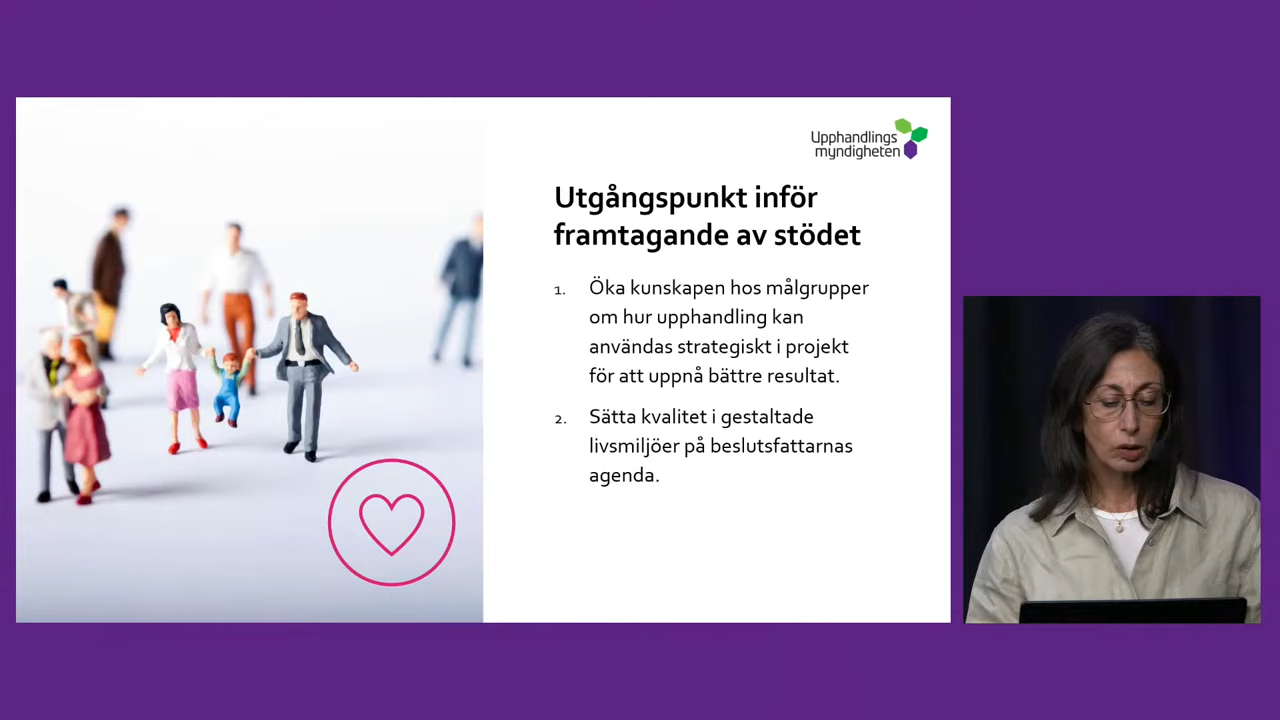 Upphandlings
myndigheten
Utgångspunkt inför
framtagande av stödet
1. Öka kunskapen hos målgrupper
om hur upphandling kan
användas strategiskt i projekt
för att uppnå bättre resultat.
2. Sätta kvalitet i gestaltade
livsmiljöer på beslutsfattarnas
agenda.